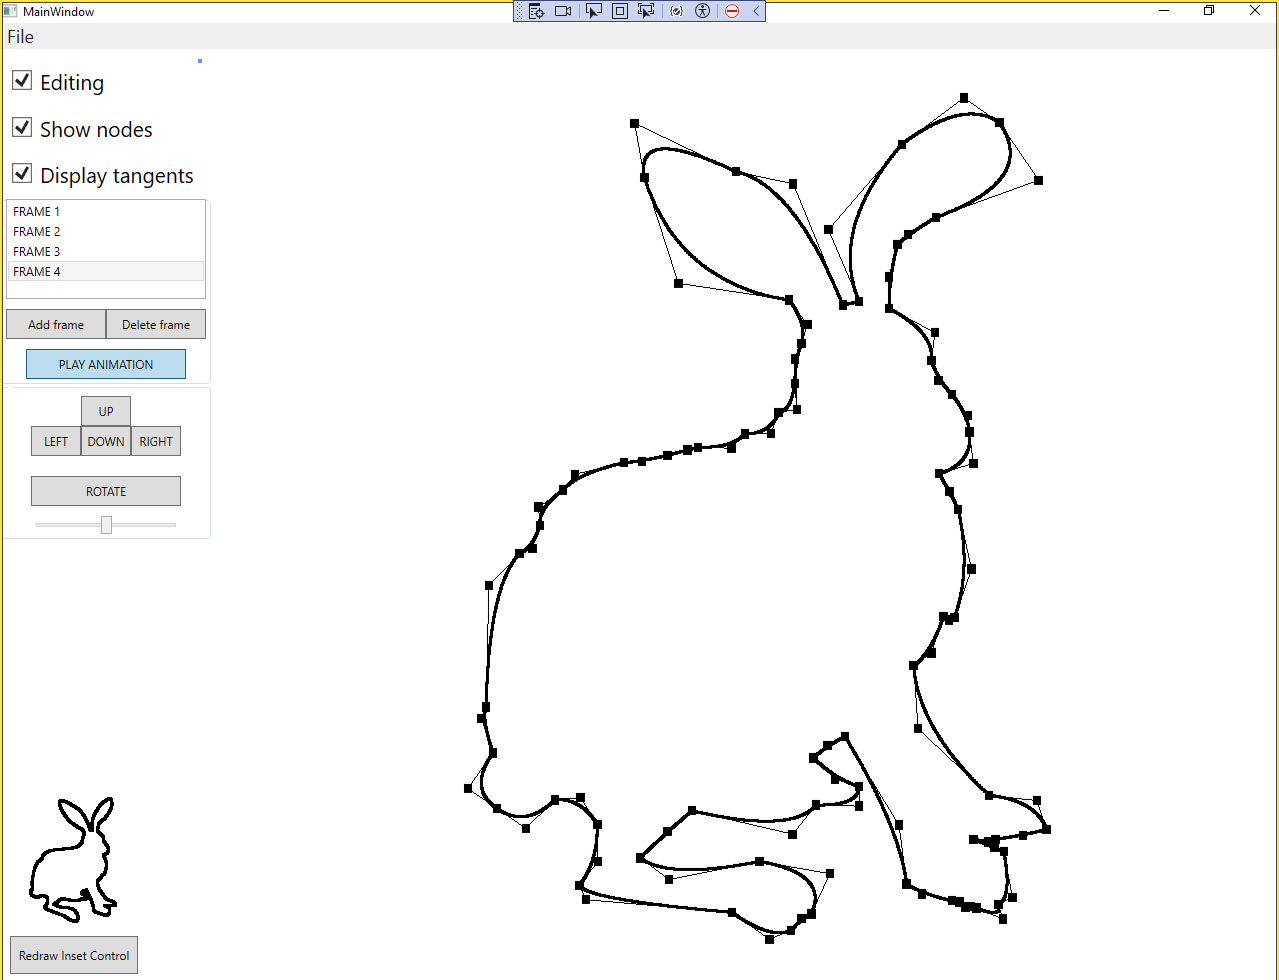 MainWindow
File
Editing
Show nodes
Display tangents
FRAME 1
FRAME 2
FRAME 3
FRAME 4
Add frame Delete frame
PLAY ANIMATION
UP
LEFT DOWN RIGHT
ROTATE
Redraw Inset Control